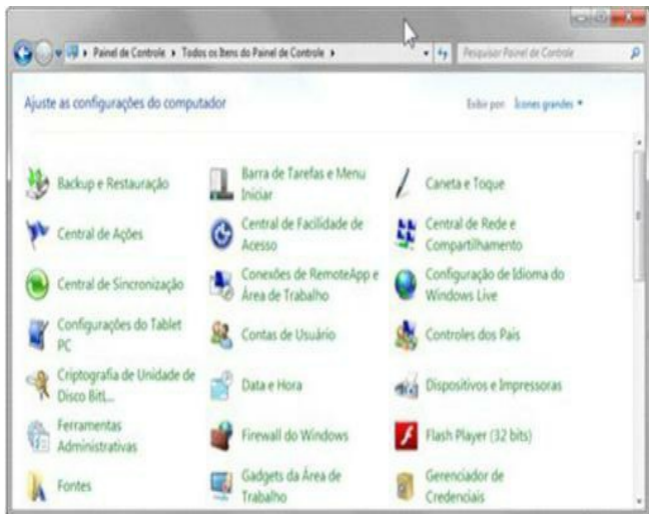 Painel de Controle ▸ Todos os Itens do Painel de Controle ▸
Pesquisar Painel de Controle
Ajuste as configurações do computador
Exibir por: Ícones grandes
Backup e Restauração
Barra de Tarefas e Menu
Iniciar
Caneta e Toque
Central de Ações
Central de Facilidade de
Acesso
Central de Rede e
Compartilhamento
Central de Sincronização
Conexões de RemoteApp e
Área de Trabalho
Configuração de Idioma do
Windows Live
Configurações do Tablet
PC
Contas de Usuário
Controles dos Pais
Criptografia de Unidade de
Disco BitL...
Data e Hora
Dispositivos e Impressoras
Ferramentas
Administrativas
Firewall do Windows
Flash Player (32 bits)
Fontes
Gadgets da Área de
Trabalho
Gerenciador de
Credenciais